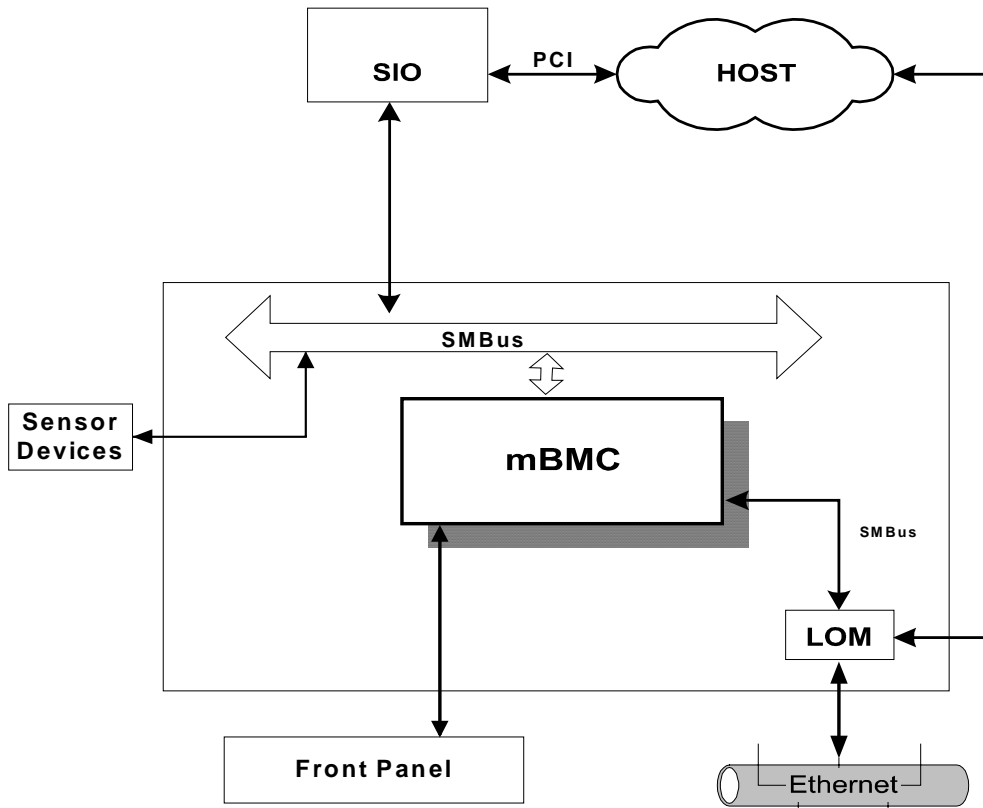 SIO
PCI
HOST
SMBus
Sensor
Devices
mBMC
SMBus
LOM
Front Panel
Ethernet